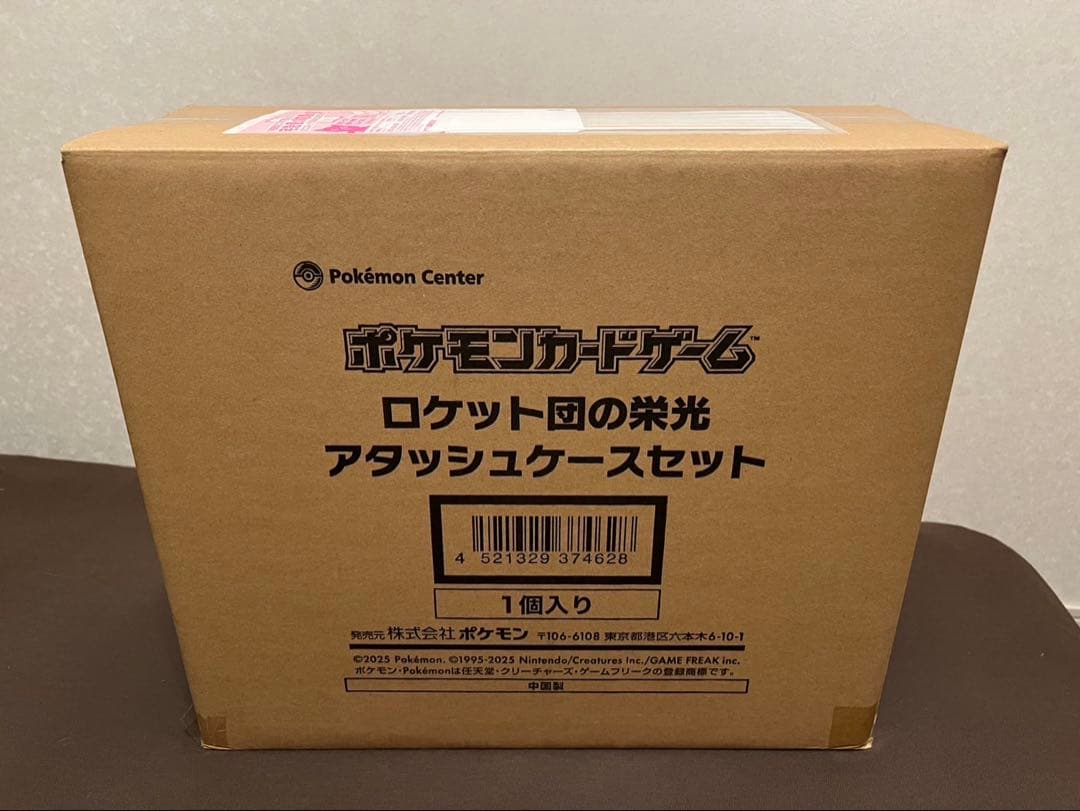 Pokémon Center
ポケモンカードゲーム™
ロケット団の栄光
アタッシュケースセット
4 521329 374628
1個入り
発売元 株式会社 ポケモン 〒106-6108 東京都港区六本木6-10-1
©2025 Pokémon. ©1995-2025 Nintendo/Creatures Inc./GAME FREAK inc.
ポケモン・Pokémonは任天堂・クリーチャーズ・ゲームフリークの登録商標です。
中国製